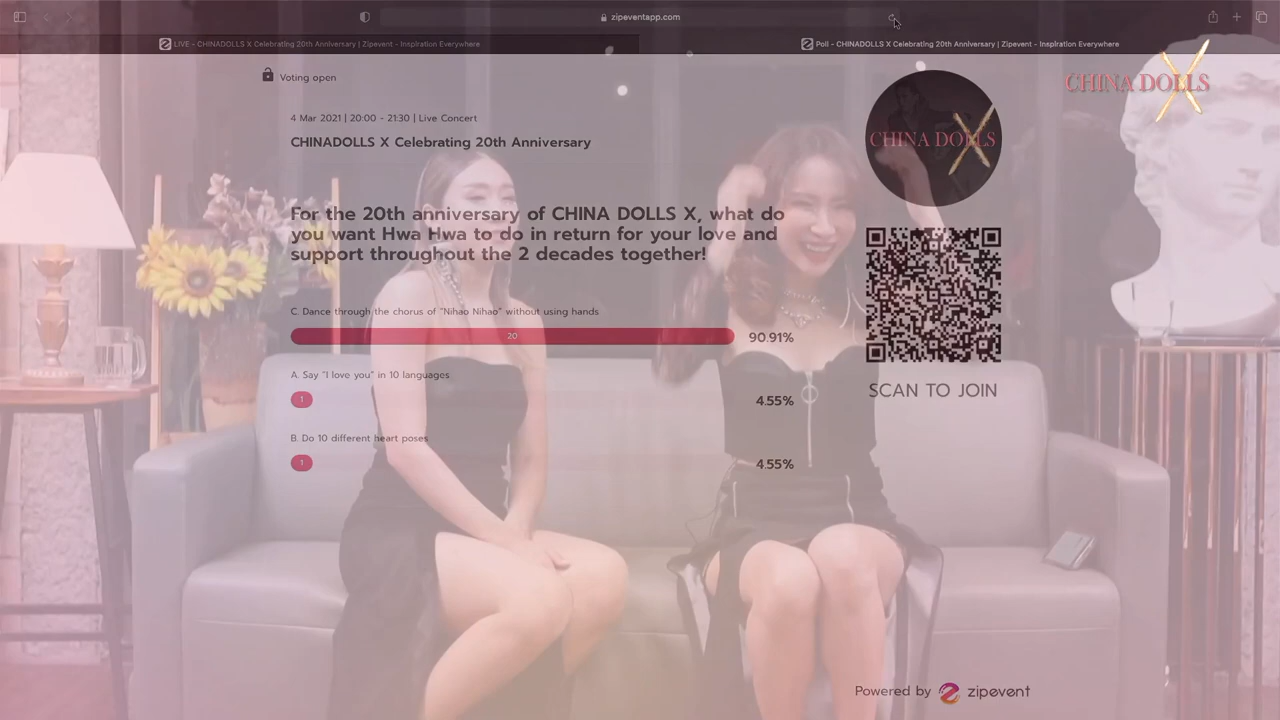 zipeventapp.com
LIVE - CHINADOLLS X Celebrating 20th Anniversary | Zipevent - Inspiration Everywhere
Poll - CHINADOLLS X Celebrating 20th Anniversary | Zipevent - Inspiration Everywhere
Voting open
CHINA DOLLS X
4 Mar 2021 | 20:00 - 21:30 | Live Concert
CHINADOLLS X Celebrating 20th Anniversary
CHINA DOLLS X
For the 20th anniversary of CHINA DOLLS X, what do
you want Hwa Hwa to do in return for your love and
support throughout the 2 decades together!
C. Dance through the chorus of "Nihao Nihao" without using hands
20 90.91%
A. Say "I love you" in 10 languages
1 4.55%
B. Do 10 different heart poses
1 4.55%
SCAN TO JOIN
Powered by zipevent